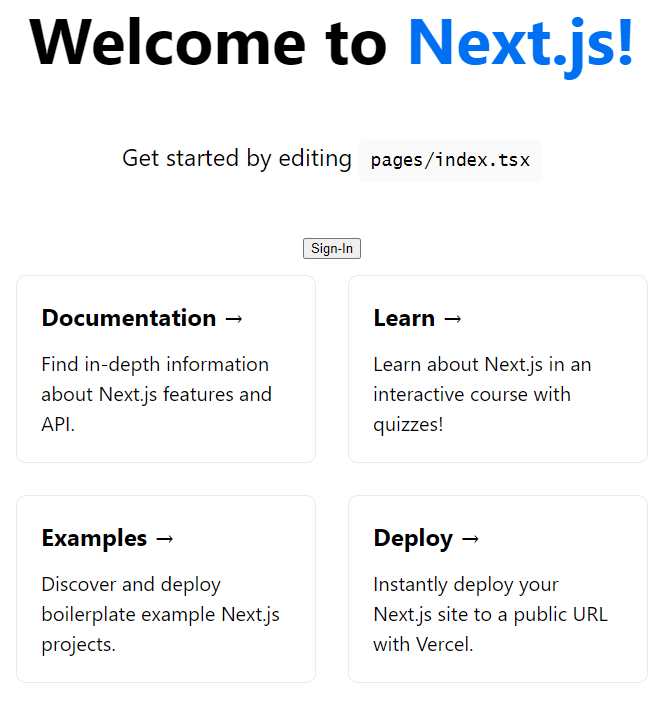 Welcome to Next.js!
Get started by editing pages/index.tsx
Sign-In
Documentation →
Find in-depth information
about Next.js features and
API.
Learn →
Learn about Next.js in an
interactive course with
quizzes!
Examples →
Discover and deploy
boilerplate example Next.js
projects.
Deploy →
Instantly deploy your
Next.js site to a public URL
with Vercel.